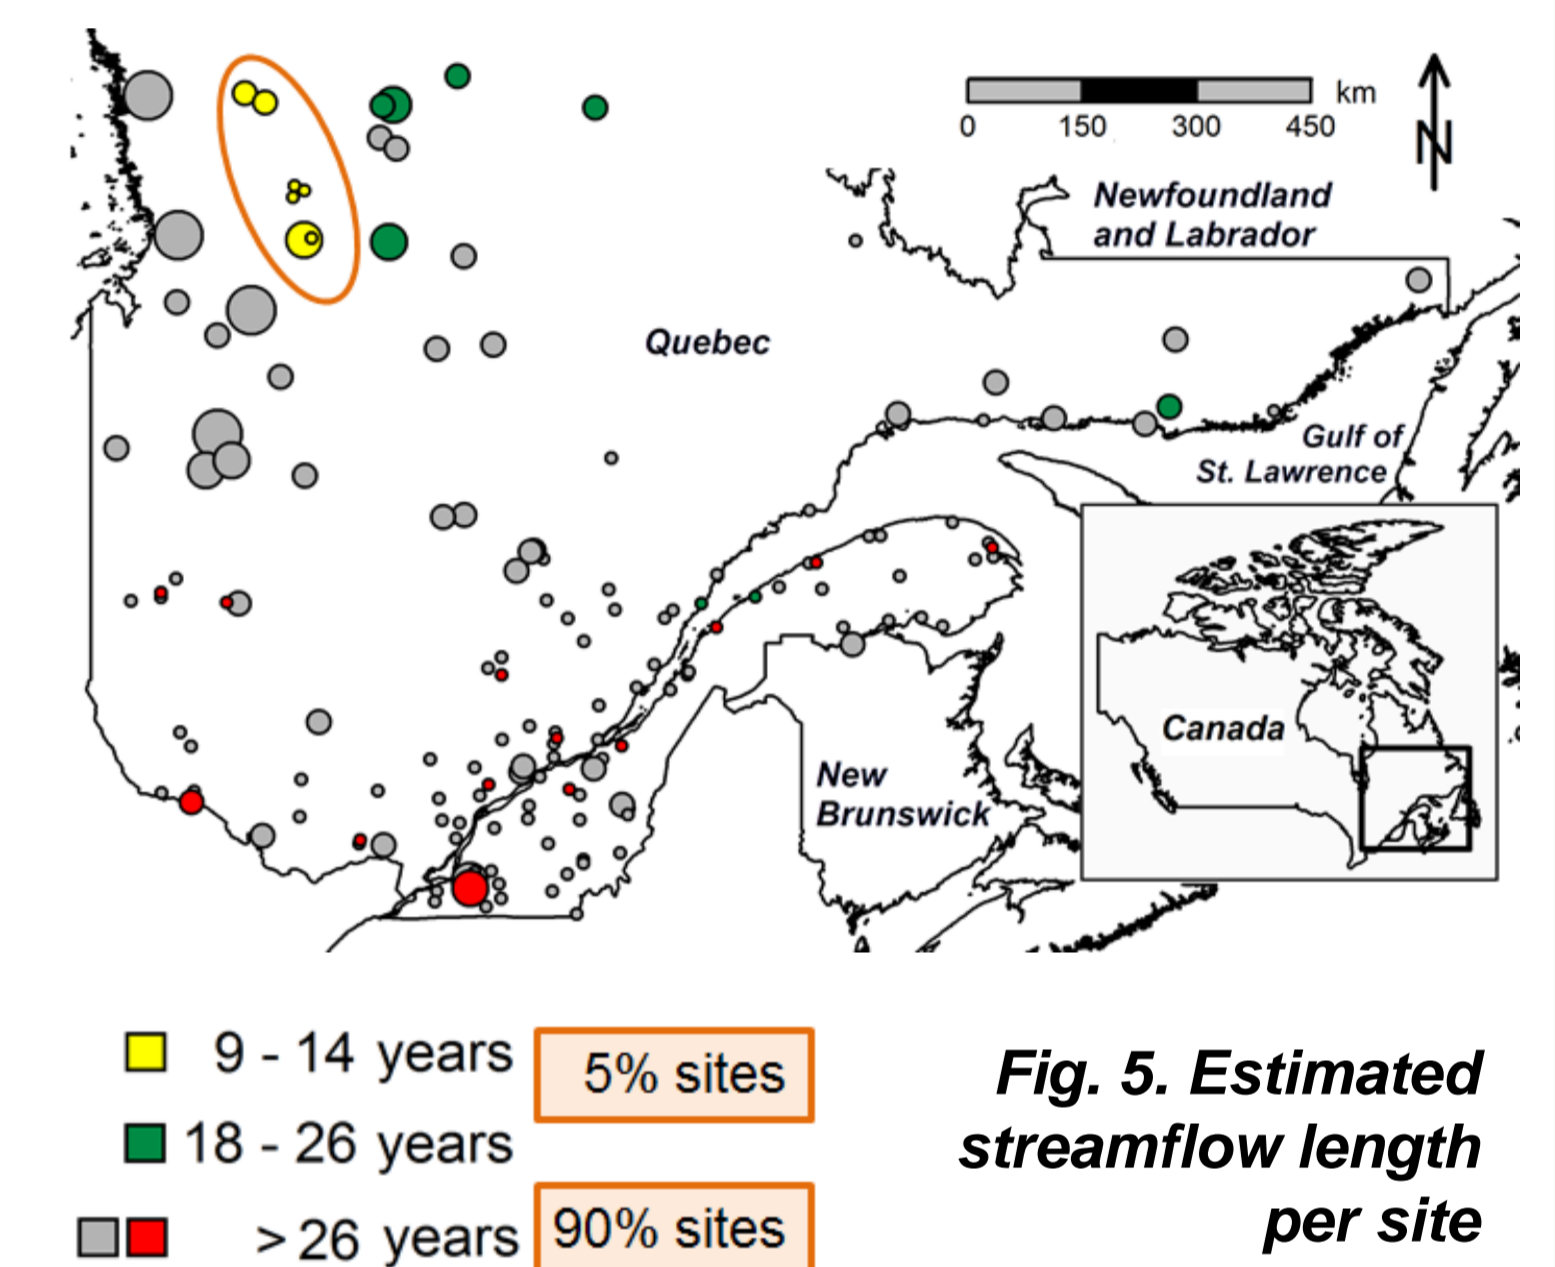 km
0 150 300 450
N
Newfoundland
and Labrador
Quebec
Gulf of
St. Lawrence
Canada
New
Brunswick
9 - 14 years 5% sites
18 - 26 years
> 26 years 90% sites
Fig. 5. Estimated
streamflow length
per site